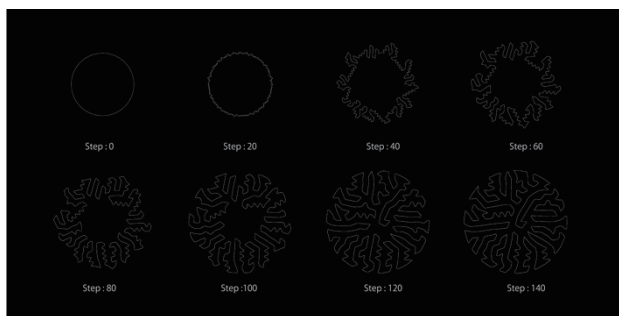 Step : 0
Step : 20
Step : 40
Step : 60
Step : 80
Step :100
Step : 120
Step : 140